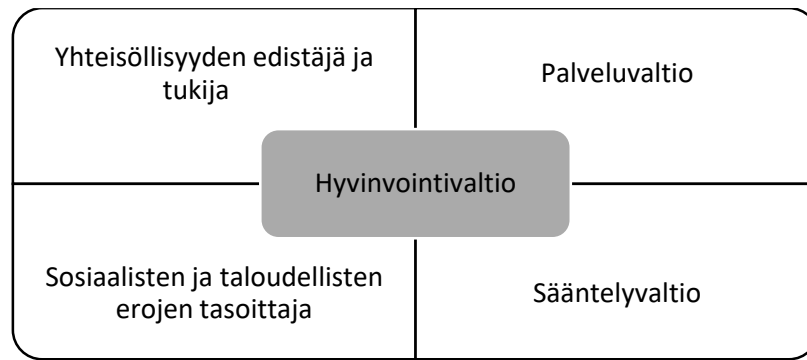 Yhteisöllisyyden edistäjä ja
tukija
Palveluvaltio
Hyvinvointivaltio
Sosiaalisten ja taloudellisten
erojen tasoittaja
Sääntelyvaltio